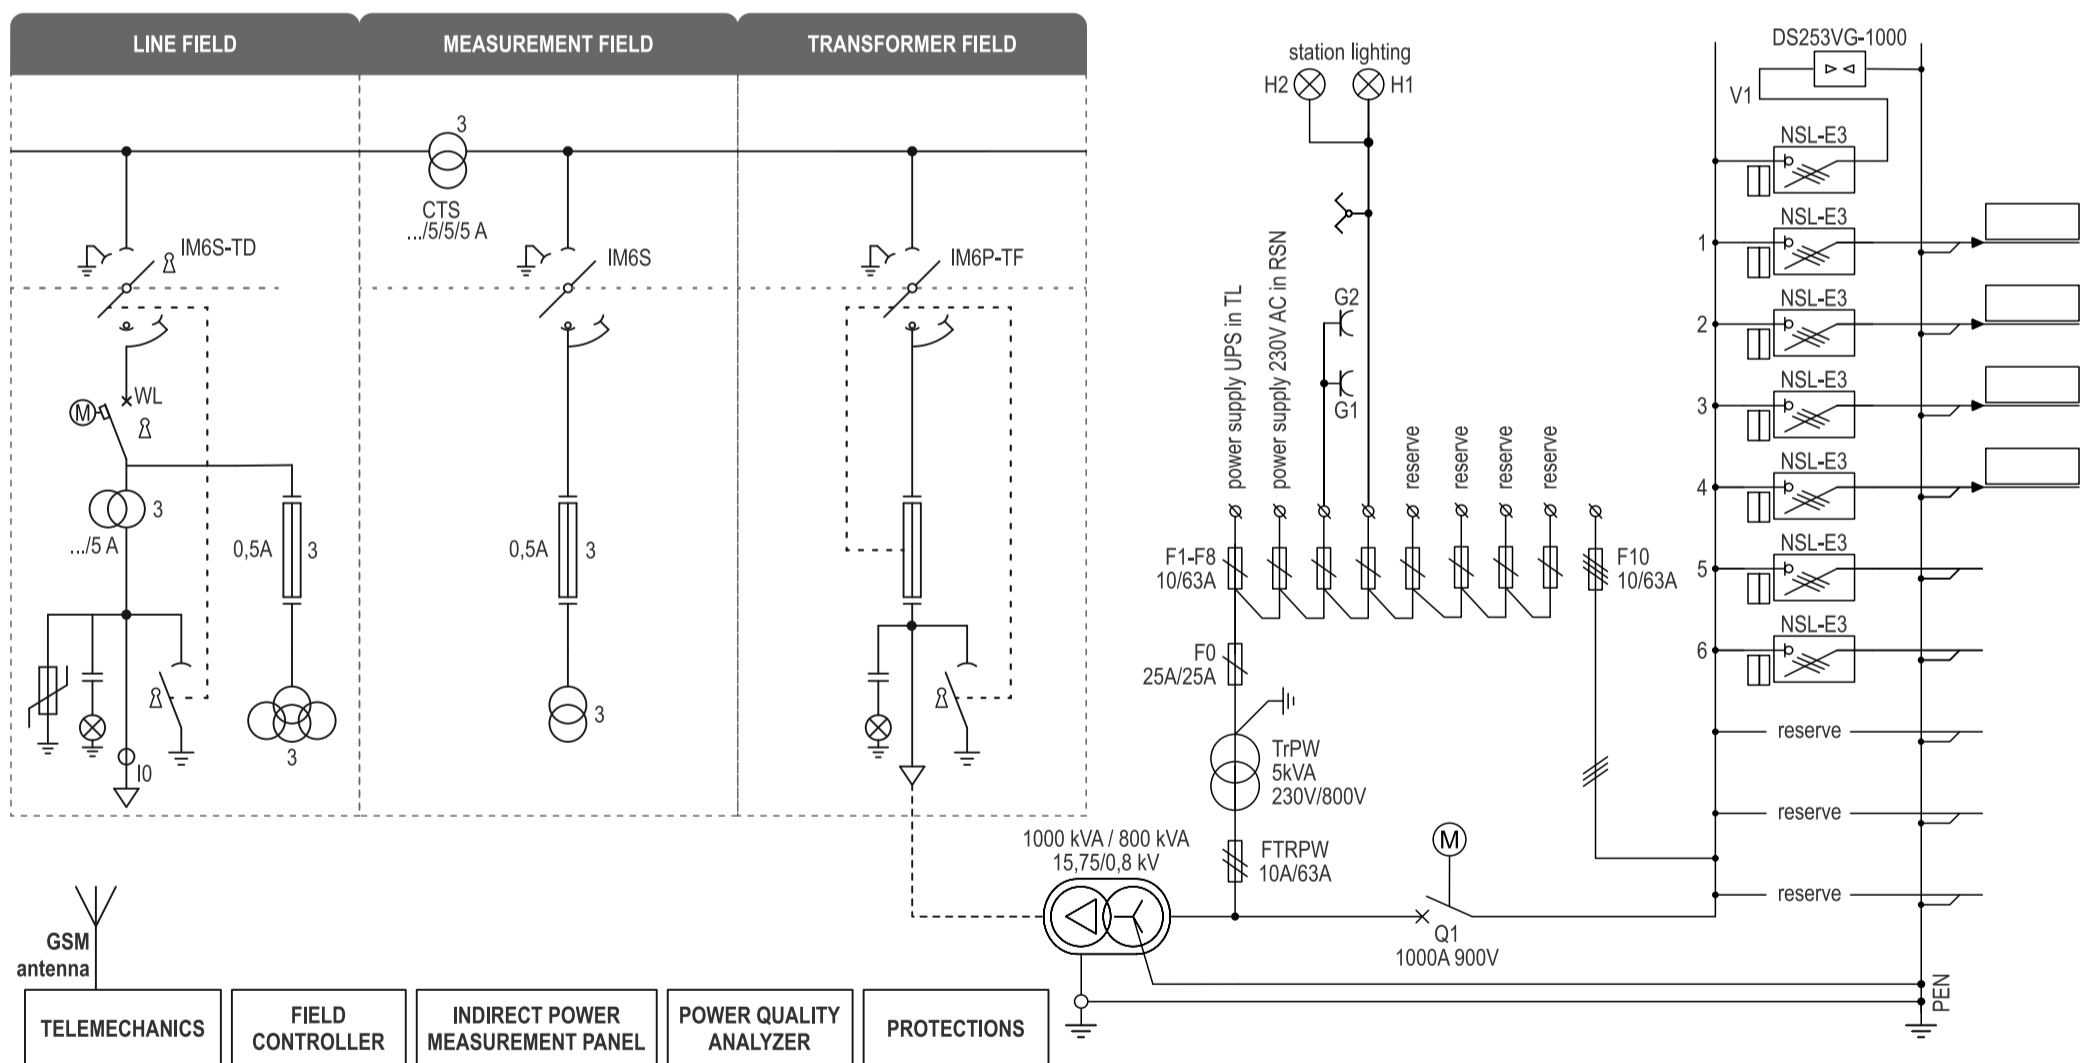 LINE FIELD
MEASUREMENT FIELD
TRANSFORMER FIELD
3
CTS
.../5/5/5 A
IM6S-TD
IM6S
IM6P-TF
WL
M
3
.../5 A
0,5A
3
0,5A
3
3
3
I0
GSM
antenna
TELEMECHANICS
FIELD
CONTROLLER
INDIRECT POWER
MEASUREMENT PANEL
POWER QUALITY
ANALYZER
PROTECTIONS
station lighting
H2
H1
G2
G1
power supply UPS in TL
power supply 230V AC in RSN
reserve
reserve
reserve
reserve
F1-F8
10/63A
F10
10/63A
F0
25A/25A
TrPW
5kVA
230V/800V
FTRPW
10A/63A
1000 kVA / 800 kVA
15,75/0,8 kV
M
Q1
1000A 900V
DS253VG-1000
V1
NSL-E3
NSL-E3
1
NSL-E3
2
NSL-E3
3
NSL-E3
4
NSL-E3
5
NSL-E3
6
reserve
reserve
reserve
PEN